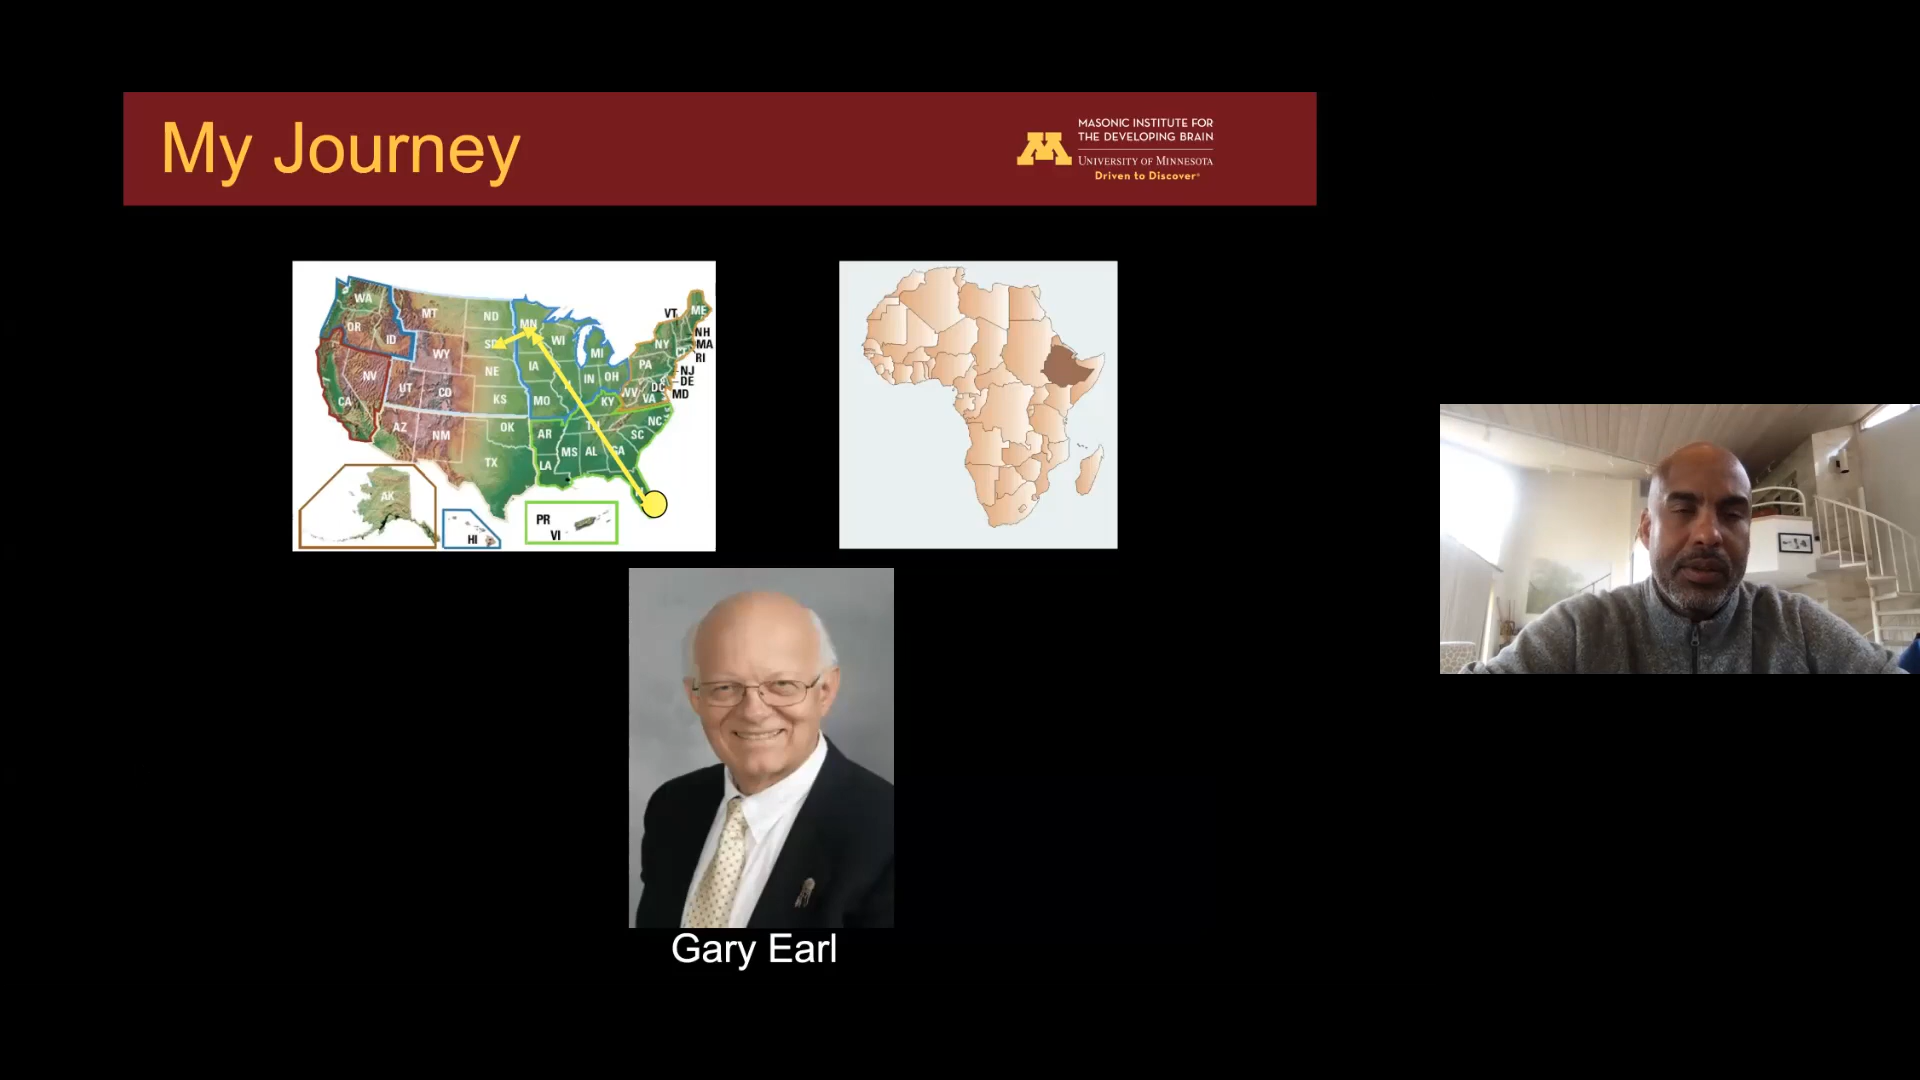 My Journey
MASONIC INSTITUTE FOR
THE DEVELOPING BRAIN
UNIVERSITY OF MINNESOTA
Driven to Discover®
WA
MT
ND
MN
VT
ME
OR
ID
WI
NH
MA
RI
NY
MI
WY
SD
IA
PA
NJ
DE
MD
DC
NE
IN
OH
NV
UT
CO
KS
MO
KY
WV
VA
CA
NC
AZ
NM
OK
AR
TN
SC
MS
AL
GA
TX
LA
AK
HI
PR
VI
Gary Earl